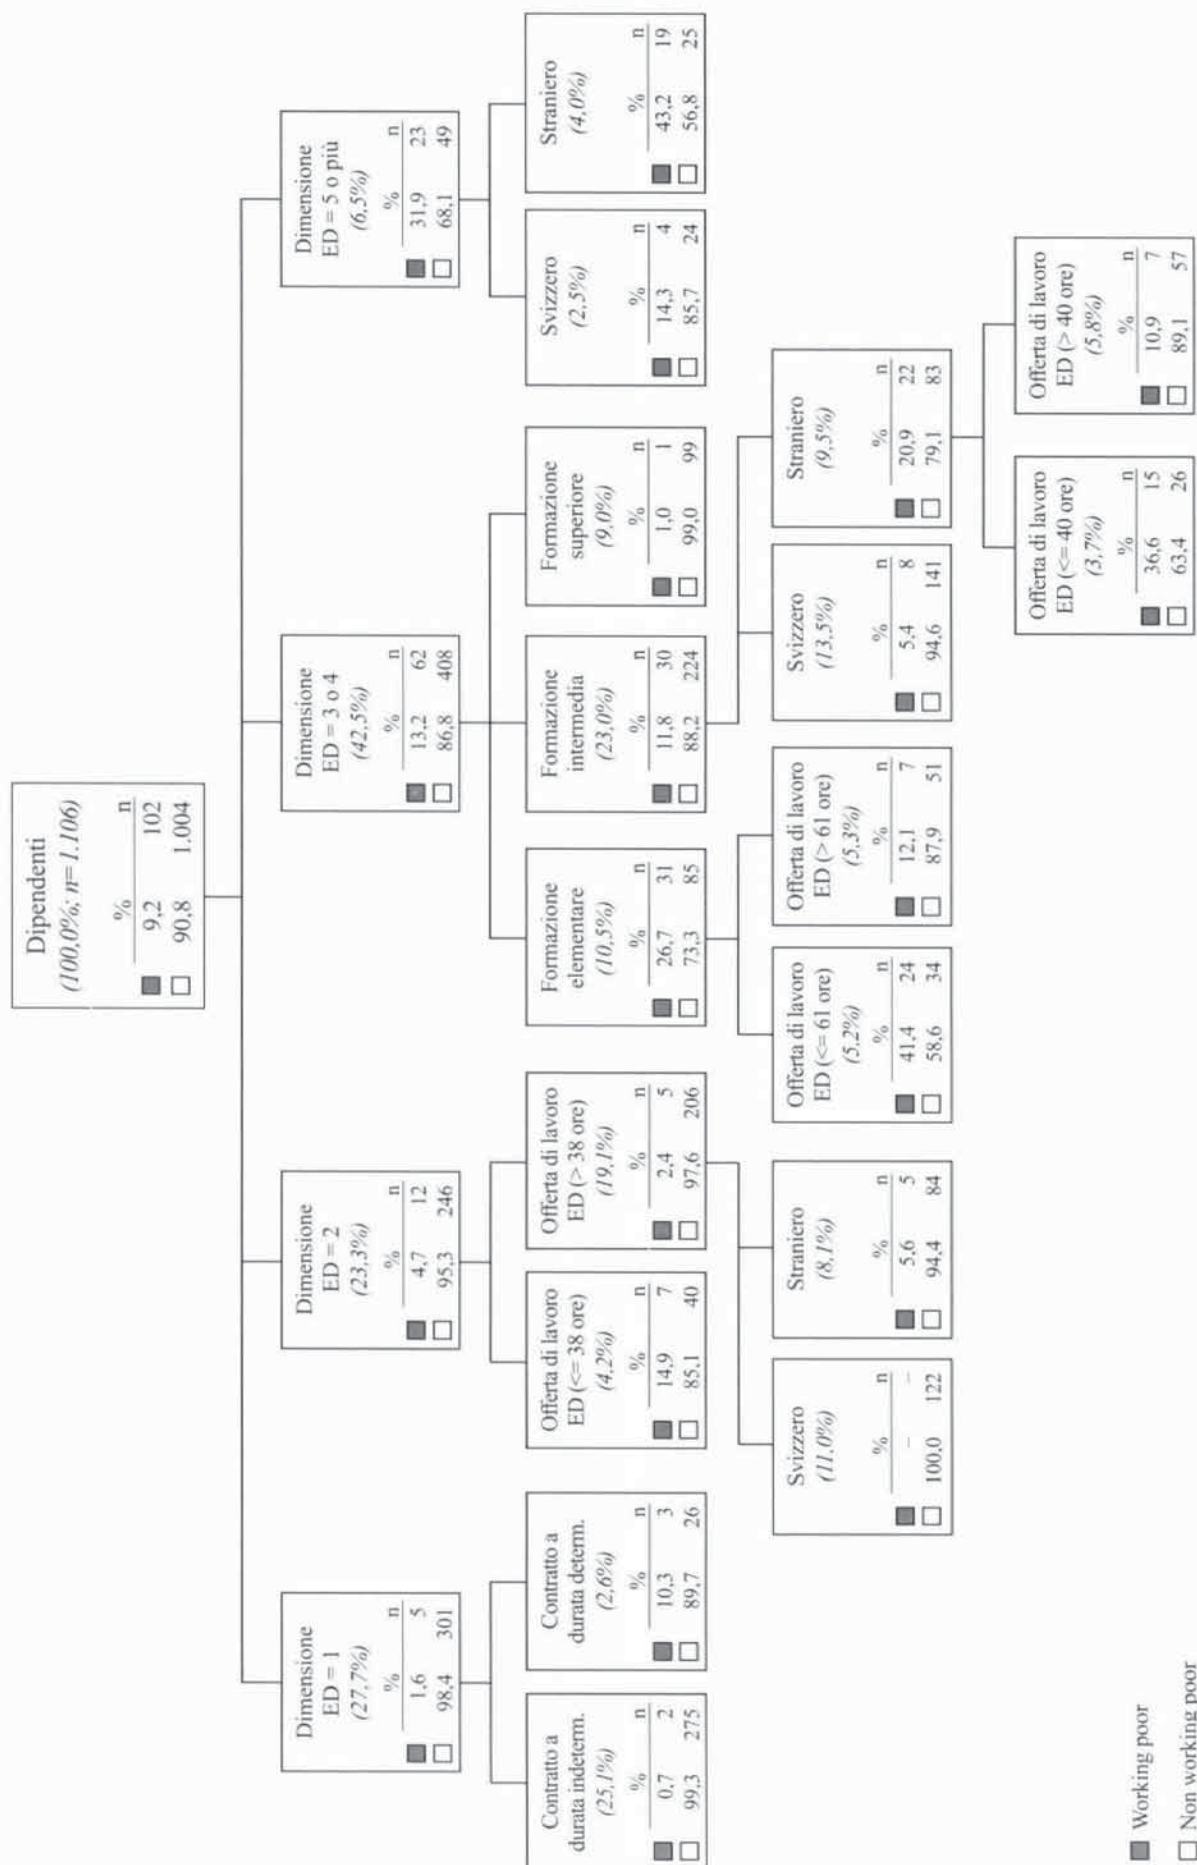 Dipendenti
(100,0%; n=1.106)
% n
9,2 102
90,8 1.004
Dimensione
ED = 1
(27,7%)
% n
1,6 5
98,4 301
Dimensione
ED = 2
(23,3%)
% n
4,7 12
95,3 246
Dimensione
ED = 3 o 4
(42,5%)
% n
13,2 62
86,8 408
Dimensione
ED = 5 o più
(6,5%)
% n
31,9 23
68,1 49
Contratto a
durata indeterm.
(25,1%)
% n
0,7 2
99,3 275
Contratto a
durata determ.
(2,6%)
% n
10,3 3
89,7 26
Offerta di lavoro
ED (<= 38 ore)
(4,2%)
% n
14,9 7
85,1 40
Offerta di lavoro
ED (> 38 ore)
(19,1%)
% n
2,4 5
97,6 206
Formazione
elementare
(10,5%)
% n
26,7 31
73,3 85
Formazione
intermedia
(23,0%)
% n
11,8 30
88,2 224
Formazione
superiore
(9,0%)
% n
1,0 1
99,0 99
Svizzero
(2,5%)
% n
14,3 4
85,7 24
Straniero
(4,0%)
% n
43,2 19
56,8 25
Svizzero
(11,0%)
% n
– –
100,0 122
Straniero
(8,1%)
% n
5,6 5
94,4 84
Offerta di lavoro
ED (<= 61 ore)
(5,2%)
% n
41,4 24
58,6 34
Offerta di lavoro
ED (> 61 ore)
(5,3%)
% n
12,1 7
87,9 51
Svizzero
(13,5%)
% n
5,4 8
94,6 141
Straniero
(9,5%)
% n
20,9 22
79,1 83
Offerta di lavoro
ED (<= 40 ore)
(3,7%)
% n
36,6 15
63,4 26
Offerta di lavoro
ED (> 40 ore)
(5,8%)
% n
10,9 7
89,1 57
Working poor
Non working poor